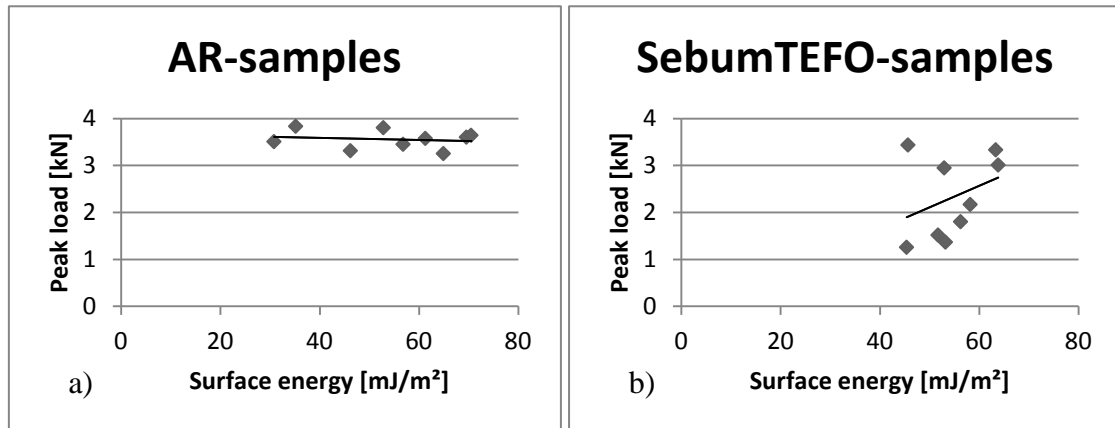 AR-samples
Peak load [kN]
4
3
2
1
0
0 20 40 60 80
Surface energy [mJ/m²]
a)
SebumTEFO-samples
Peak load [kN]
4
3
2
1
0
0 20 40 60 80
Surface energy [mJ/m²]
b)